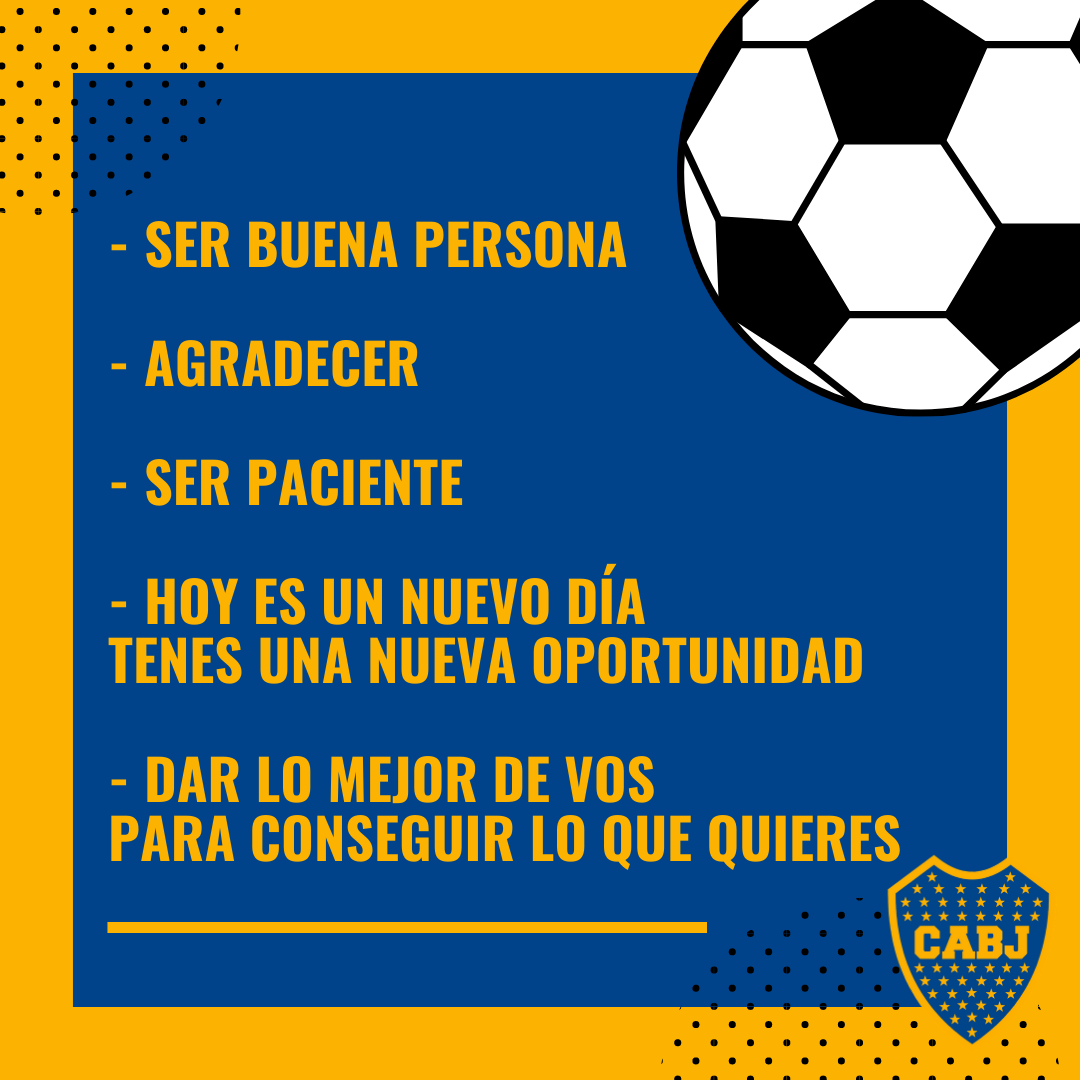 - SER BUENA PERSONA
- AGRADECER
- SER PACIENTE
- HOY ES UN NUEVO DÍA
TENES UNA NUEVA OPORTUNIDAD
- DAR LO MEJOR DE VOS
PARA CONSEGUIR LO QUE QUIERES
CABJ